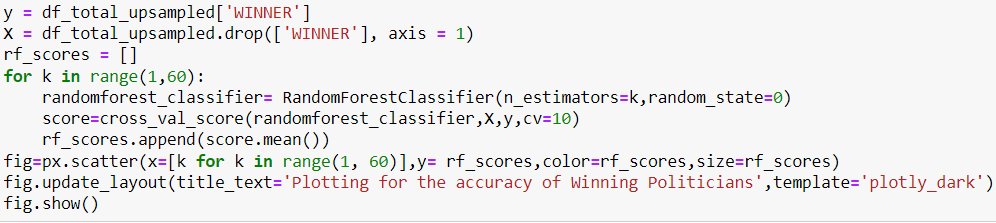 y = df_total_upsampled['WINNER']
X = df_total_upsampled.drop(['WINNER'], axis = 1)
rf_scores = []
for k in range(1,60):
    randomforest_classifier= RandomForestClassifier(n_estimators=k,random_state=0)
    score=cross_val_score(randomforest_classifier,X,y,cv=10)
    rf_scores.append(score.mean())
fig=px.scatter(x=[k for k in range(1, 60)],y= rf_scores,color=rf_scores,size=rf_scores)
fig.update_layout(title_text='Plotting for the accuracy of Winning Politicians',template='plotly_dark')
fig.show()